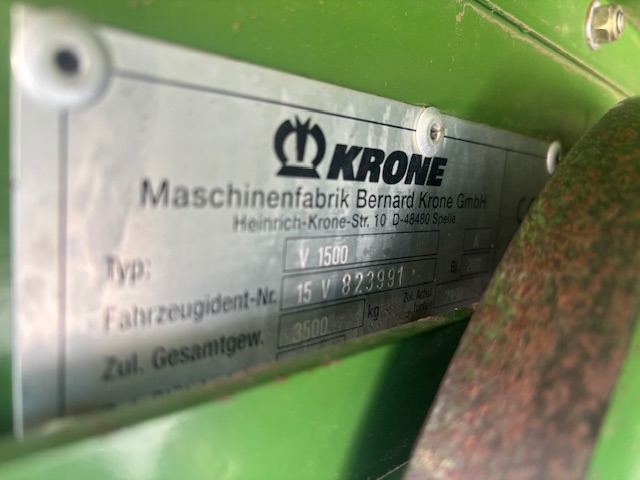 KRONE
Maschinenfabrik Bernard Krone GmbH
Heinrich-Krone-Str. 10 D-48480 Spelle
Typ: V 1500
Fahrzeugident-Nr. 15 V 823991
Zul. Gesamtgew. 3500 kg